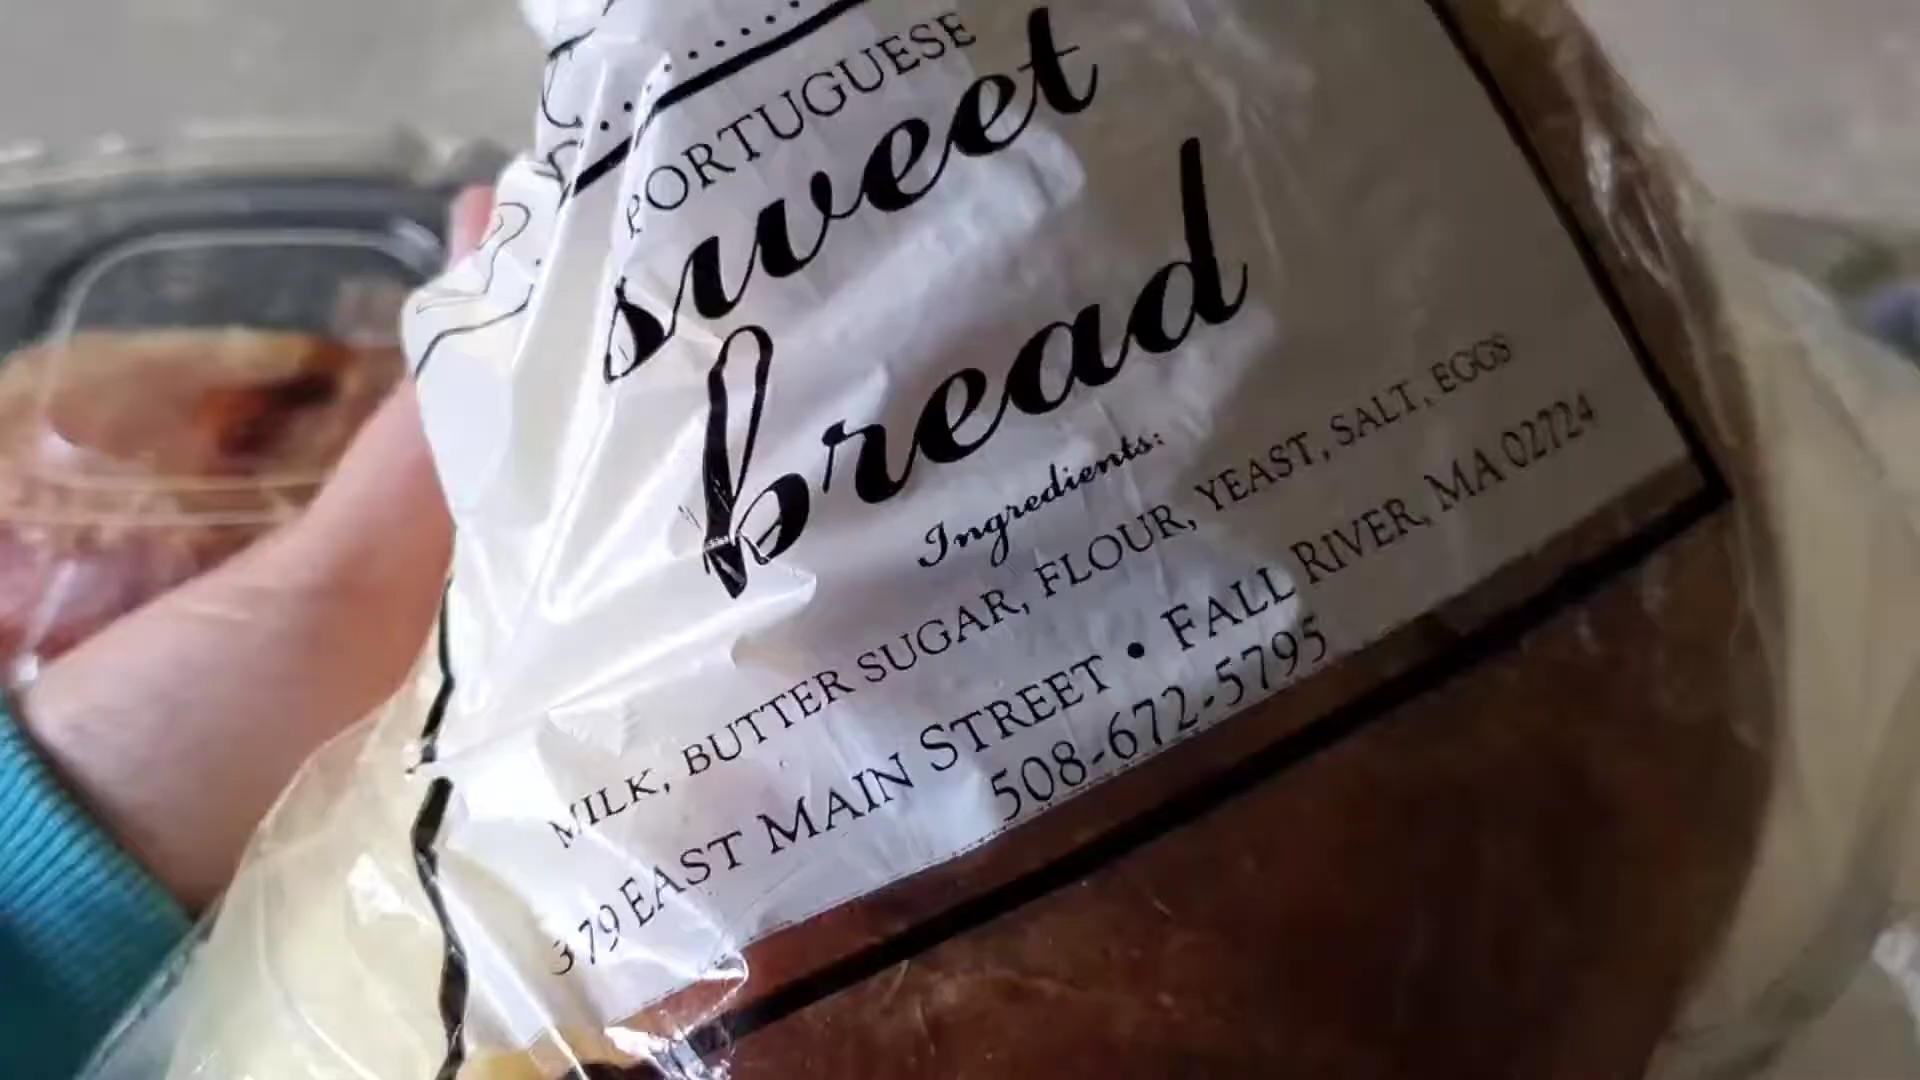 PORTUGUESE
sweet
bread
Ingredients:
MILK, BUTTER SUGAR, FLOUR, YEAST, SALT, EGGS
379 EAST MAIN STREET • FALL RIVER, MA 02724
508-672-5795